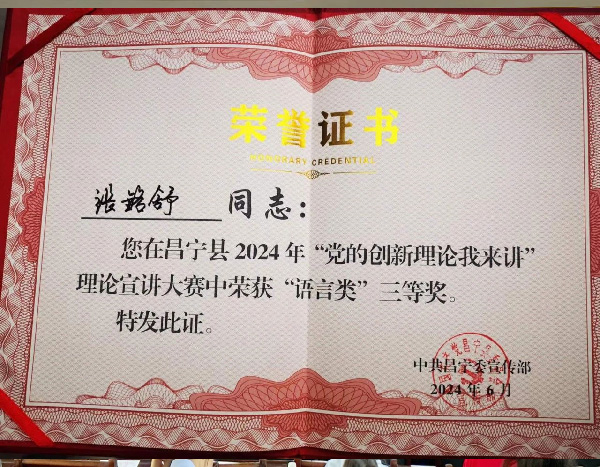 荣誉证书
HONORARY CREDENTIAL
张路舒 同志:
您在昌宁县2024年“党的创新理论我来讲”
理论宣讲大赛中荣获“语言类”三等奖。
特发此证。
中共昌宁委宣传部
2024年6月